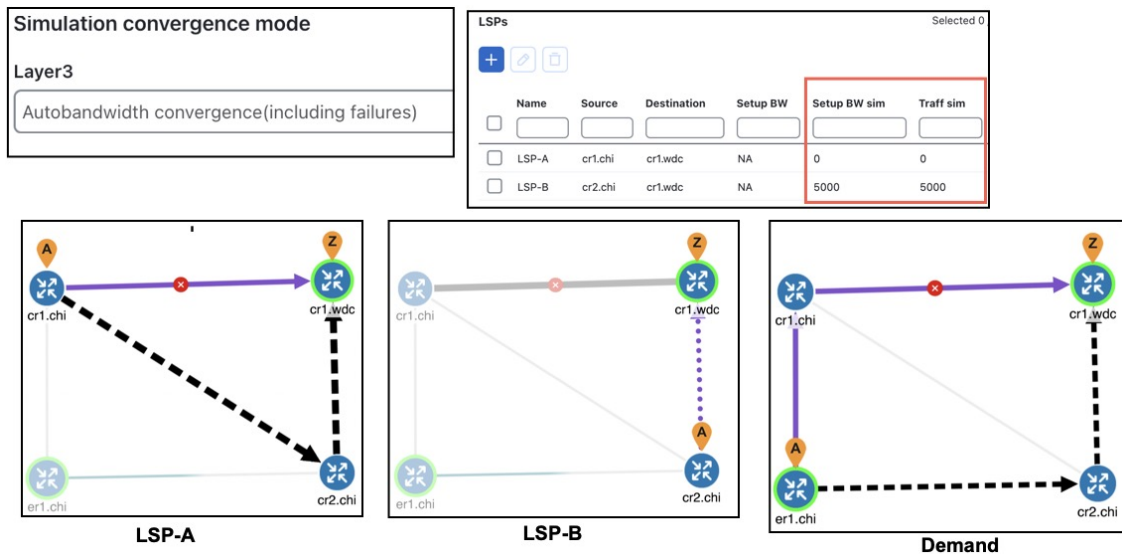 Simulation convergence mode
Layer3
Autobandwidth convergence(including failures)
LSPs
Selected 0
Name Source Destination Setup BW Setup BW sim Traff sim
LSP-A cr1.chi cr1.wdc NA 0 0
LSP-B cr2.chi cr1.wdc NA 5000 5000
A
Z
cr1.chi
cr1.wdc
er1.chi
cr2.chi
LSP-A
Z
cr1.chi
cr1.wdc
A
er1.chi
cr2.chi
LSP-B
Z
cr1.chi
cr1.wdc
A
er1.chi
cr2.chi
Demand